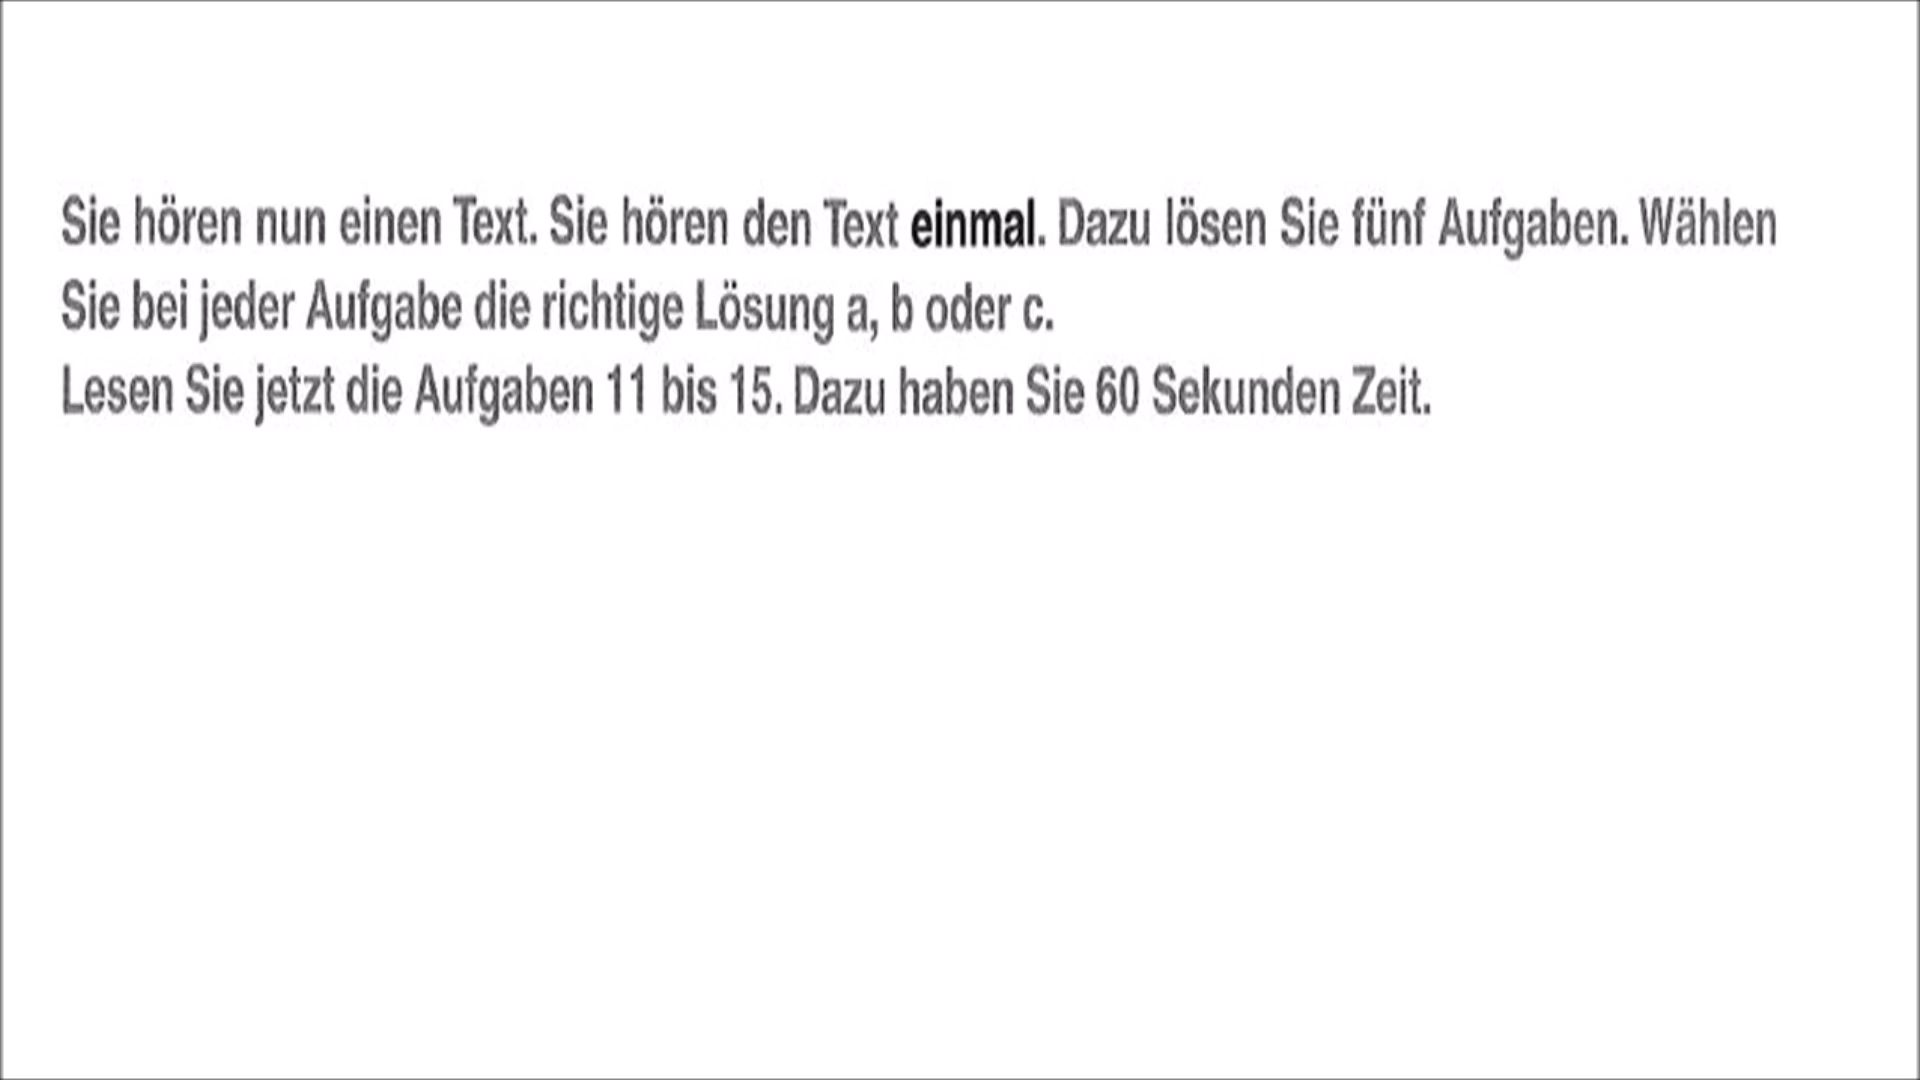 Sie hören nun einen Text. Sie hören den Text einmal. Dazu lösen Sie fünf Aufgaben. Wählen
Sie bei jeder Aufgabe die richtige Lösung a, b oder c.
Lesen Sie jetzt die Aufgaben 11 bis 15. Dazu haben Sie 60 Sekunden Zeit.